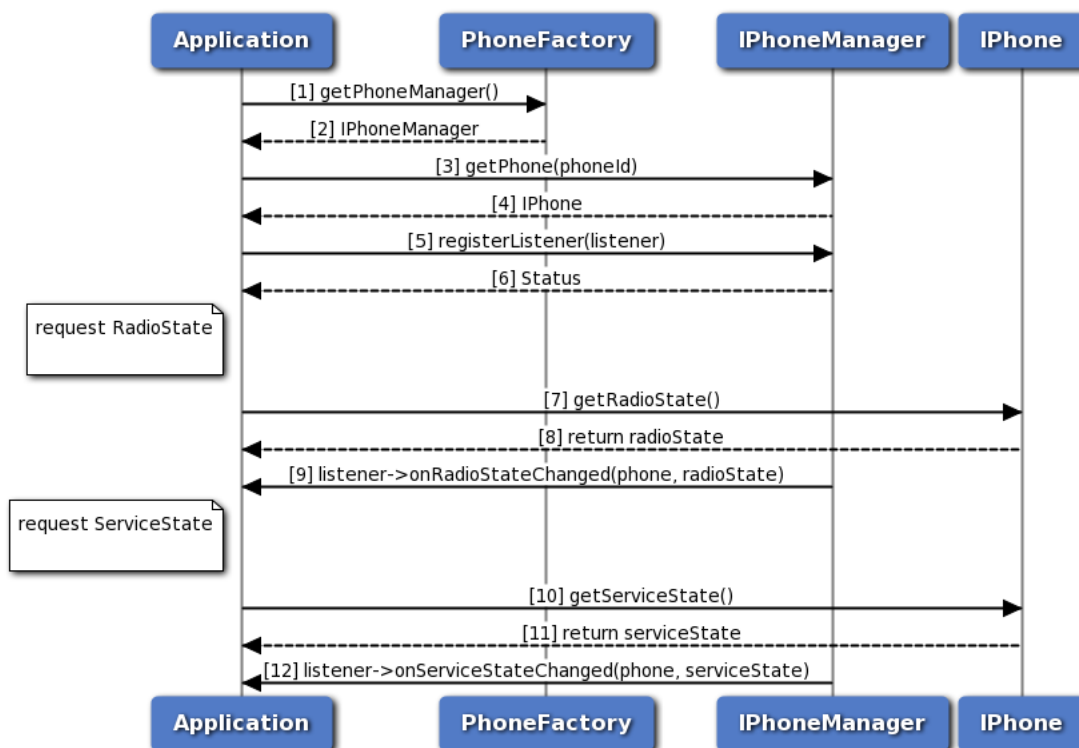 Application PhoneFactory IPhoneManager IPhone
[1] getPhoneManager()
[2] IPhoneManager
[3] getPhone(phoneId)
[4] IPhone
[5] registerListener(listener)
[6] Status
request RadioState
[7] getRadioState()
[8] return radioState
[9] listener->onRadioStateChanged(phone, radioState)
request ServiceState
[10] getServiceState()
[11] return serviceState
[12] listener->onServiceStateChanged(phone, serviceState)
Application PhoneFactory IPhoneManager IPhone